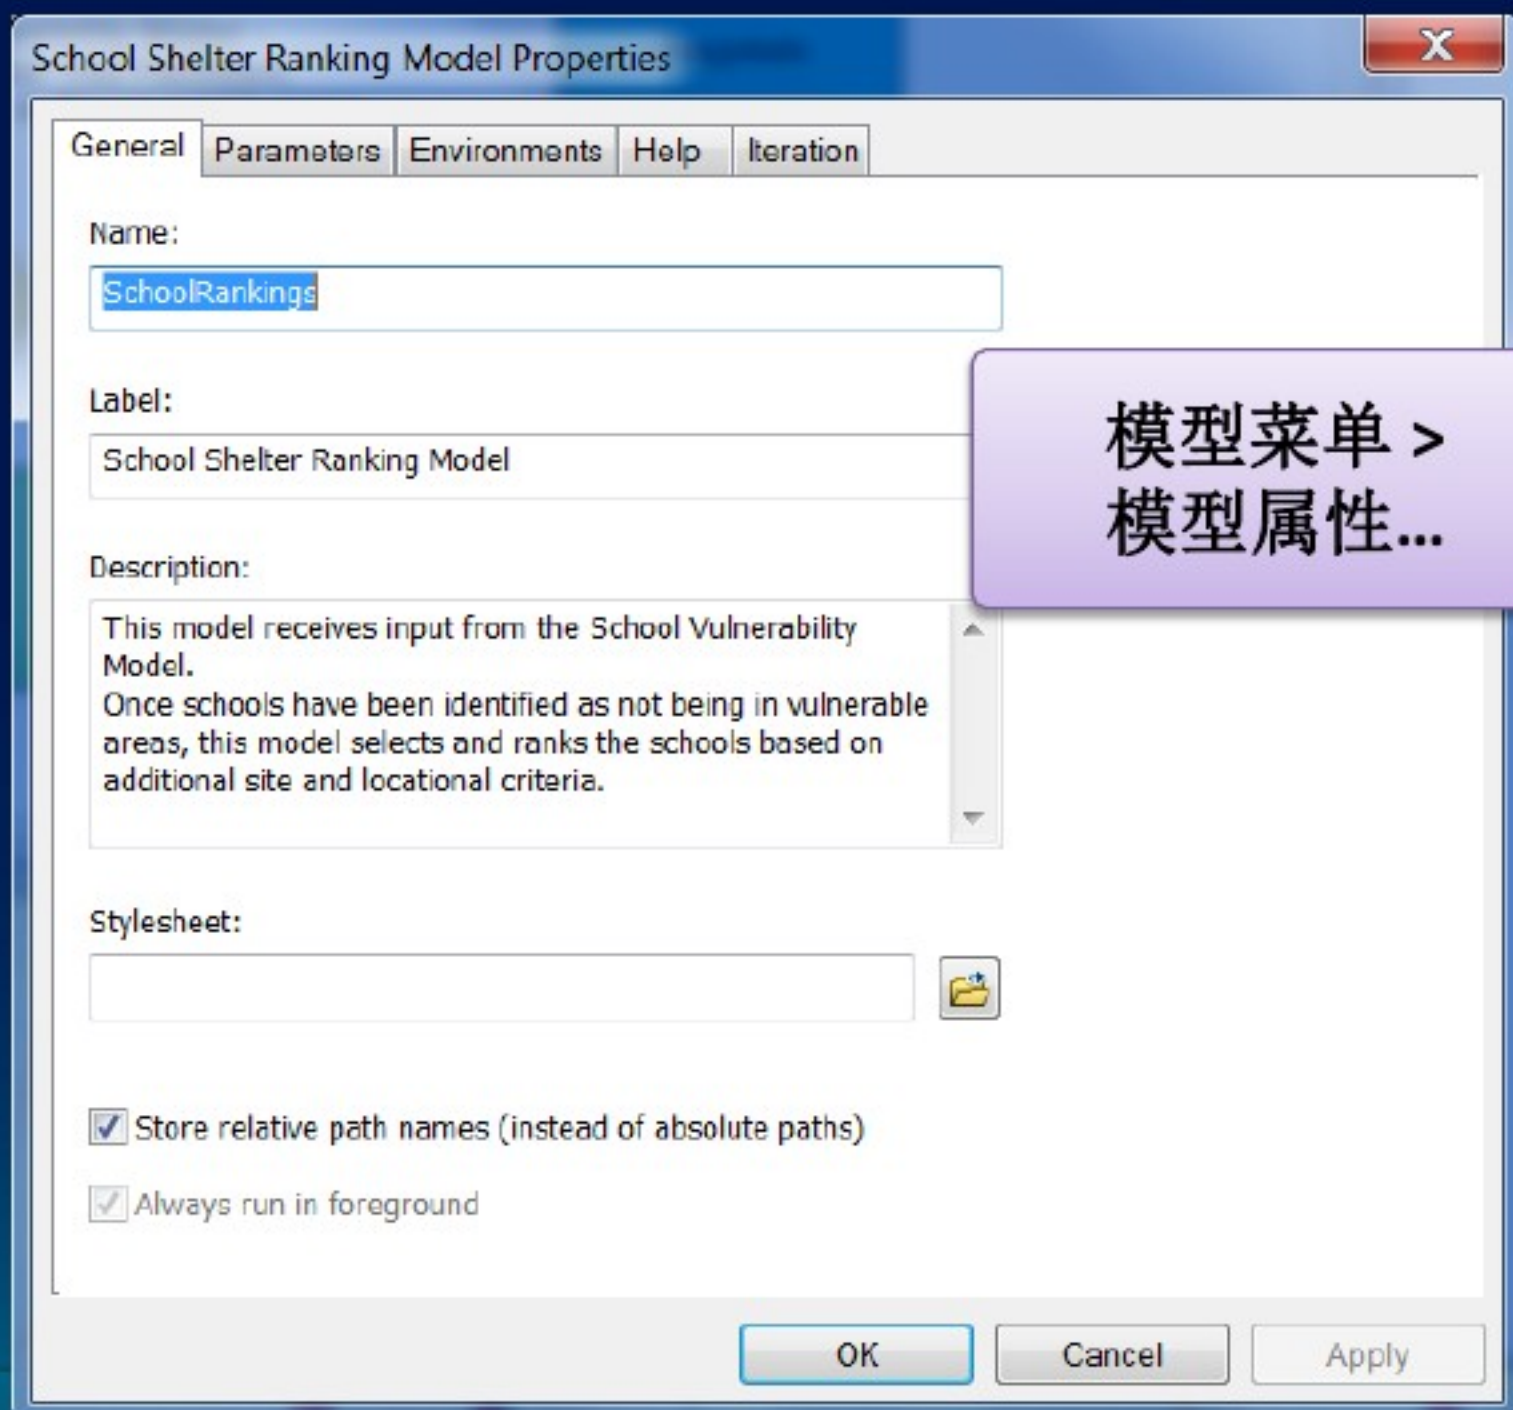 School Shelter Ranking Model Properties
General Parameters Environments Help Iteration
Name:
SchoolRankings
Label:
School Shelter Ranking Model
模型菜单 >
模型属性...
Description:
This model receives input from the School Vulnerability
Model.
Once schools have been identified as not being in vulnerable
areas, this model selects and ranks the schools based on
additional site and locational criteria.
Stylesheet:
Store relative path names (instead of absolute paths)
Always run in foreground
OK Cancel Apply